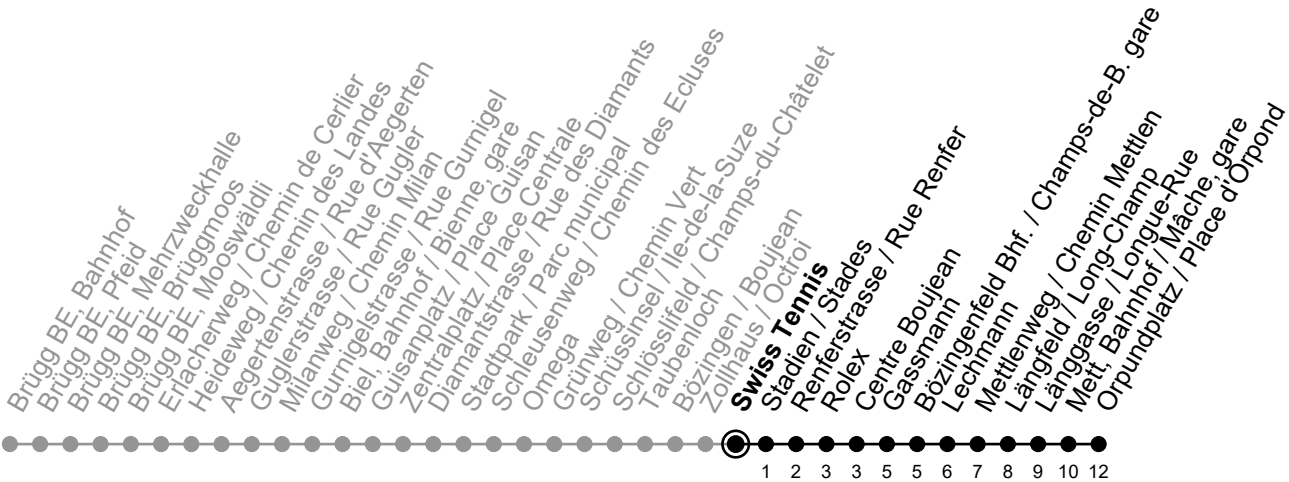 Brügg BE, Bahnhof
Brügg BE, Pfeid
Brügg BE, Mehrzweckhalle
Brügg BE, Brüggmoos
Brügg BE, Mooswäldli
Erlacherweg / Chemin de Cerlier
Heideweg / Chemin des Landes
Aegertenstrasse / Rue d'Aegerten
Guglerstrasse / Rue Gugler
Milanweg / Chemin Milan
Gurnigelstrasse / Rue Gurnigel
Biel, Bahnhof / Bienne, gare
Guisanplatz / Place Guisan
Zentralplatz / Place Centrale
Diamantstrasse / Rue des Diamants
Stadtpark / Parc municipal
Schleusenweg / Chemin des Ecluses
Omega
Grünweg / Chemin Vert
Schüssinsel / Ile-de-la-Suze
Schlösslifeld / Champs-du-Châtelet
Taubenloch
Bözingen / Boujean
Zollhaus / Octroi
Swiss Tennis
Stadien / Stades
Renferstrasse / Rue Renfer
Rolex
Centre Boujean
Gassmann
Bözingenfeld Bhf. / Champs-de-B. gare
Lechmann
Mettlenweg / Chemin Mettlen
Längfeld / Long-Champ
Länggasse / Longue-Rue
Mett, Bahnhof / Mâche, gare
Orpundplatz / Place d'Orpond
1 2 3 3 5 5 6 7 8 9 10 12